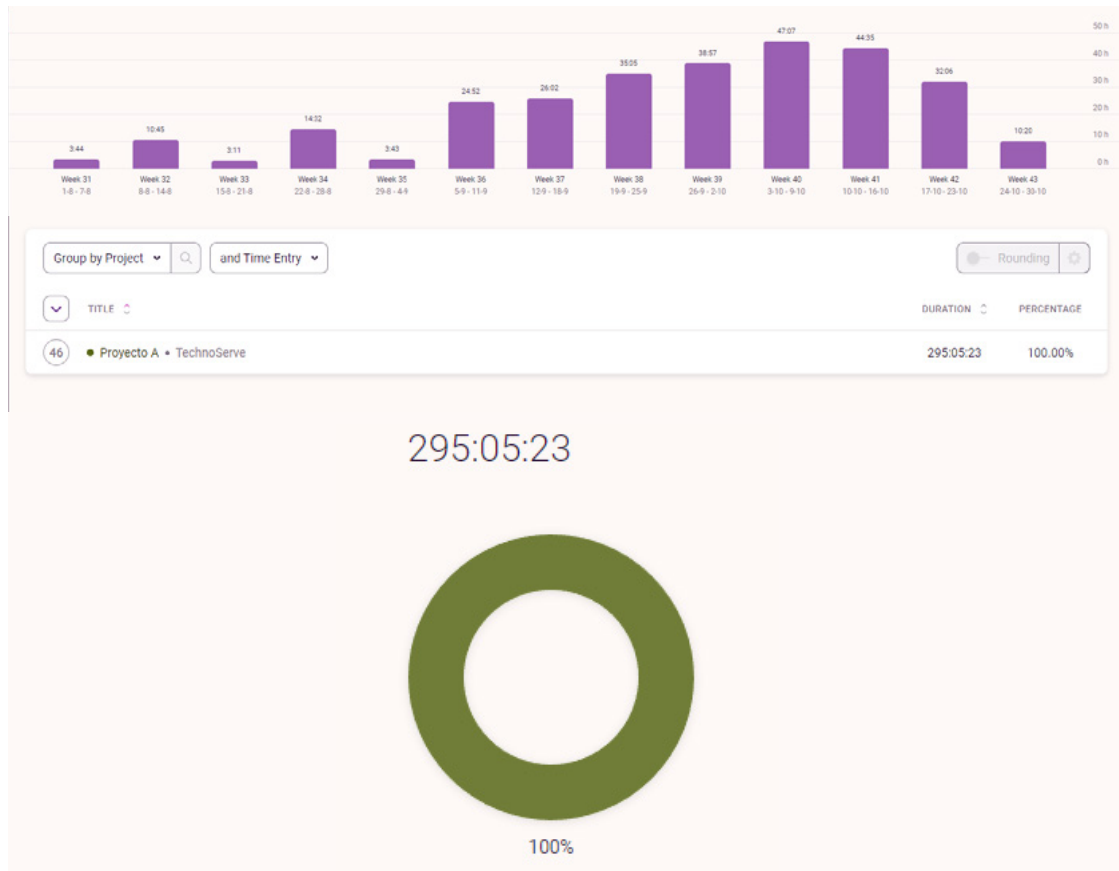 50 h
47:07
44:35
40 h
38:57
35:05
32:06
30 h
26:02
24:52
20 h
14:32
10:45
10:20
10 h
3:44
3:11
3:43
0 h
Week 31 Week 32 Week 33 Week 34 Week 35 Week 36 Week 37 Week 38 Week 39 Week 40 Week 41 Week 42 Week 43
1-8 - 7-8 8-8 - 14-8 15-8 - 21-8 22-8 - 28-8 29-8 - 4-9 5-9 - 11-9 12-9 - 18-9 19-9 - 25-9 26-9 - 2-10 3-10 - 9-10 10-10 - 16-10 17-10 - 23-10 24-10 - 30-10
Group by Project and Time Entry Rounding
TITLE DURATION PERCENTAGE
46 Proyecto A • TechnoServe 295:05:23 100.00%
295:05:23
100%